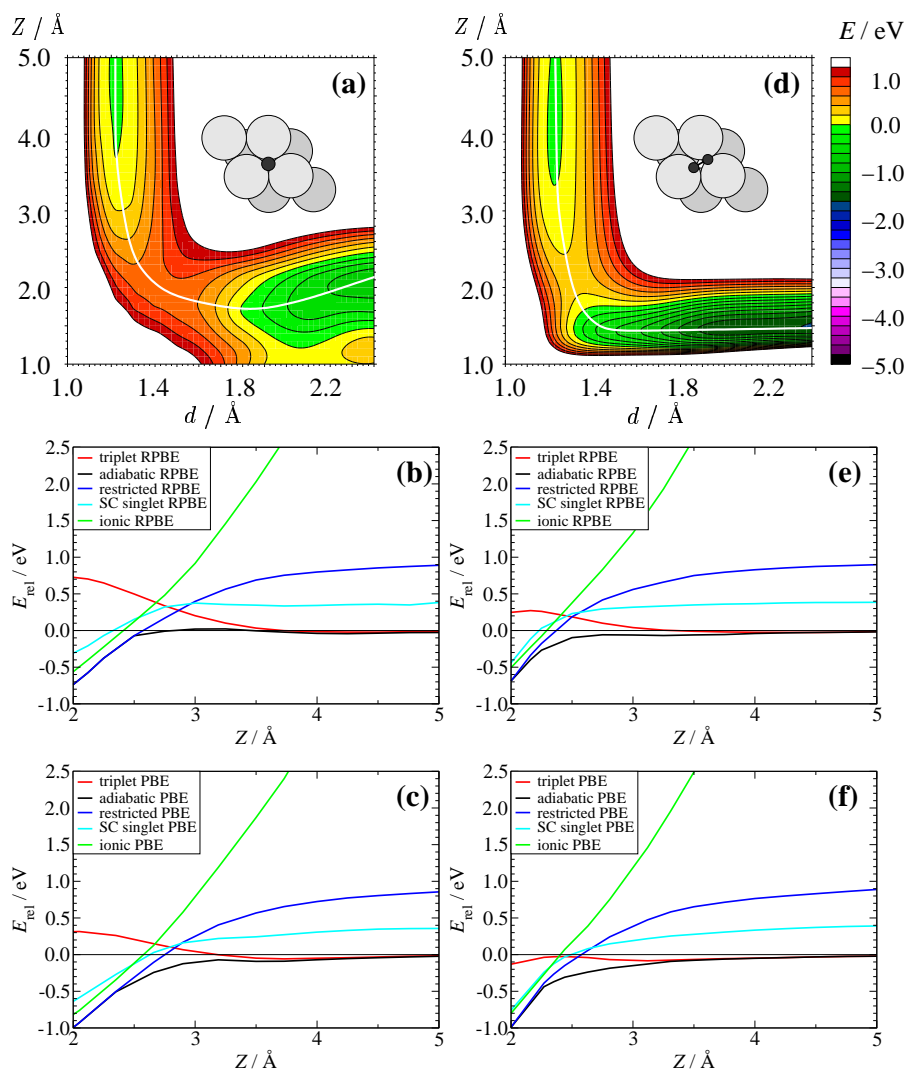 Z / Å
Z / Å
E / eV
(a)
5.0
4.0
3.0
2.0
1.0
1.0
1.4
1.8
2.2
d / Å
(d)
5.0
4.0
3.0
2.0
1.0
1.0
1.4
1.8
2.2
d / Å
1.0
0.0
−1.0
−2.0
−3.0
−4.0
−5.0
(b)
triplet RPBE
adiabatic RPBE
restricted RPBE
SC singlet RPBE
ionic RPBE
2.5
2.0
1.5
1.0
0.5
0.0
-0.5
-1.0
Erel / eV
2
3
4
5
Z / Å
(e)
triplet RPBE
adiabatic RPBE
restricted RPBE
SC singlet RPBE
ionic RPBE
2.5
2.0
1.5
1.0
0.5
0.0
-0.5
-1.0
Erel / eV
2
3
4
5
Z / Å
(c)
triplet PBE
adiabatic PBE
restricted PBE
SC singlet PBE
ionic PBE
2.5
2.0
1.5
1.0
0.5
0.0
-0.5
-1.0
Erel / eV
2
3
4
5
Z / Å
(f)
triplet PBE
adiabatic PBE
restricted PBE
SC singlet PBE
ionic PBE
2.5
2.0
1.5
1.0
0.5
0.0
-0.5
-1.0
Erel / eV
2
3
4
5
Z / Å